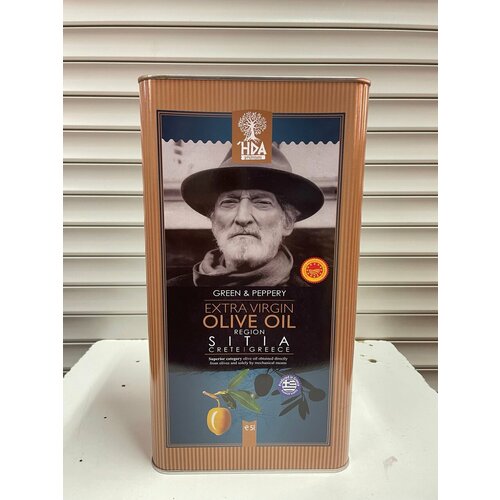 HDA
GREEN & PEPPERY
EXTRA VIRGIN
OLIVE OIL
REGION
SITIA
CRETE | GREECE
Superior category olive oil obtained directly
from olives and solely by mechanical means
e 5l